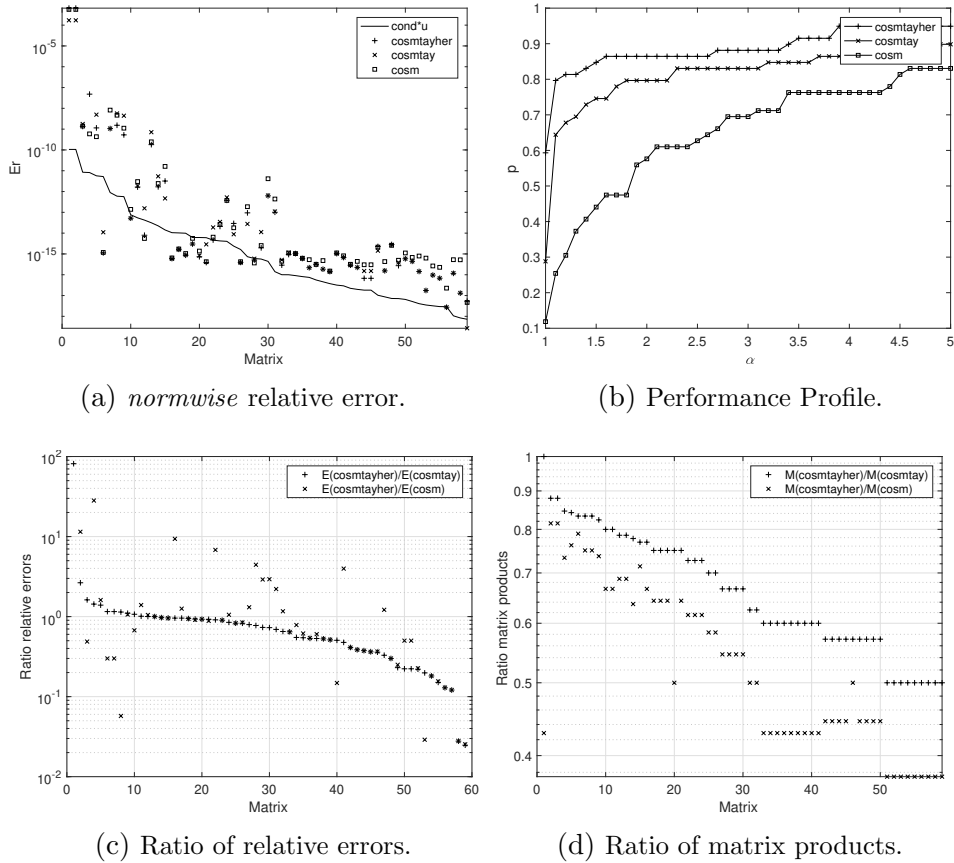 10^-5
10^-10
10^-15
Er
0 10 20 30 40 50
Matrix
cond*u
cosmtayher
cosmtay
cosm
(a) normwise relative error.
1
0.9
0.8
0.7
0.6
0.5
0.4
0.3
0.2
0.1
p
1 1.5 2 2.5 3 3.5 4 4.5 5
α
cosmtayher
cosmtay
cosm
(b) Performance Profile.
10^2
10^1
10^0
10^-1
10^-2
Ratio relative errors
0 10 20 30 40 50 60
Matrix
E(cosmtayher)/E(cosmtay)
E(cosmtayher)/E(cosm)
(c) Ratio of relative errors.
1
0.9
0.8
0.7
0.6
0.5
0.4
Ratio matrix products
0 10 20 30 40 50
Matrix
M(cosmtayher)/M(cosmtay)
M(cosmtayher)/M(cosm)
(d) Ratio of matrix products.